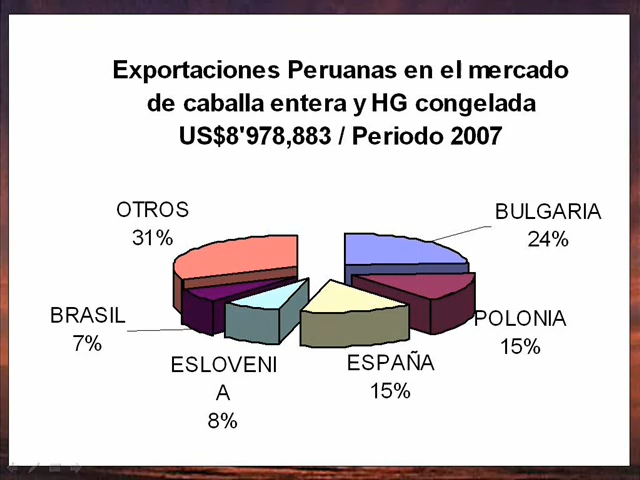 Exportaciones Peruanas en el mercado
de caballa entera y HG congelada
US$8'978,883 / Periodo 2007
OTROS
31%
BULGARIA
24%
BRASIL
7%
POLONIA
15%
ESLOVENI
A
8%
ESPAÑA
15%